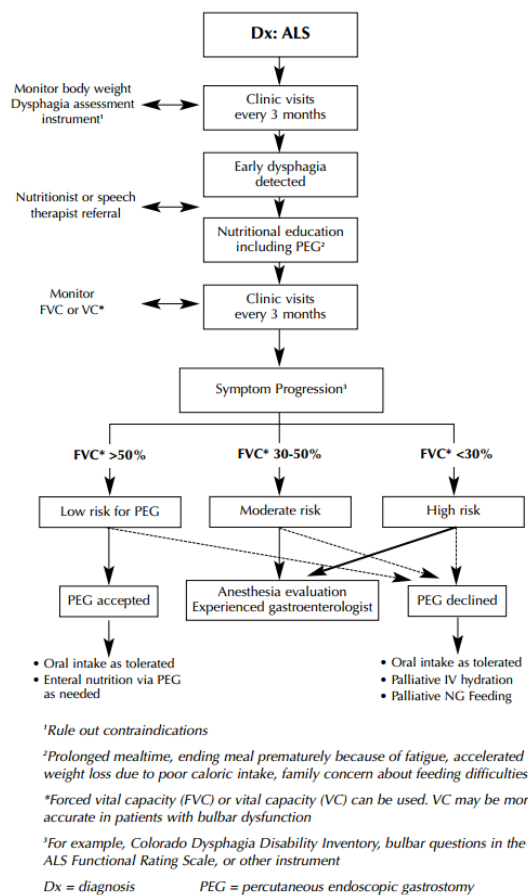 Dx: ALS
Monitor body weight
Dysphagia assessment
instrument¹
Clinic visits
every 3 months
Early dysphagia
detected
Nutritionist or speech
therapist referral
Nutritional education
including PEG²
Monitor
FVC or VC*
Clinic visits
every 3 months
Symptom Progression³
FVC* >50%
FVC* 30-50%
FVC* <30%
Low risk for PEG
Moderate risk
High risk
PEG accepted
Anesthesia evaluation
Experienced gastroenterologist
PEG declined
• Oral intake as tolerated
• Enteral nutrition via PEG
as needed
• Oral intake as tolerated
• Palliative IV hydration
• Palliative NG Feeding
¹Rule out contraindications
²Prolonged mealtime, ending meal prematurely because of fatigue, accelerated
weight loss due to poor caloric intake, family concern about feeding difficulties
*Forced vital capacity (FVC) or vital capacity (VC) can be used. VC may be mor
accurate in patients with bulbar dysfunction
³For example, Colorado Dysphagia Disability Inventory, bulbar questions in the
ALS Functional Rating Scale, or other instrument
Dx = diagnosis PEG = percutaneous endoscopic gastrostomy